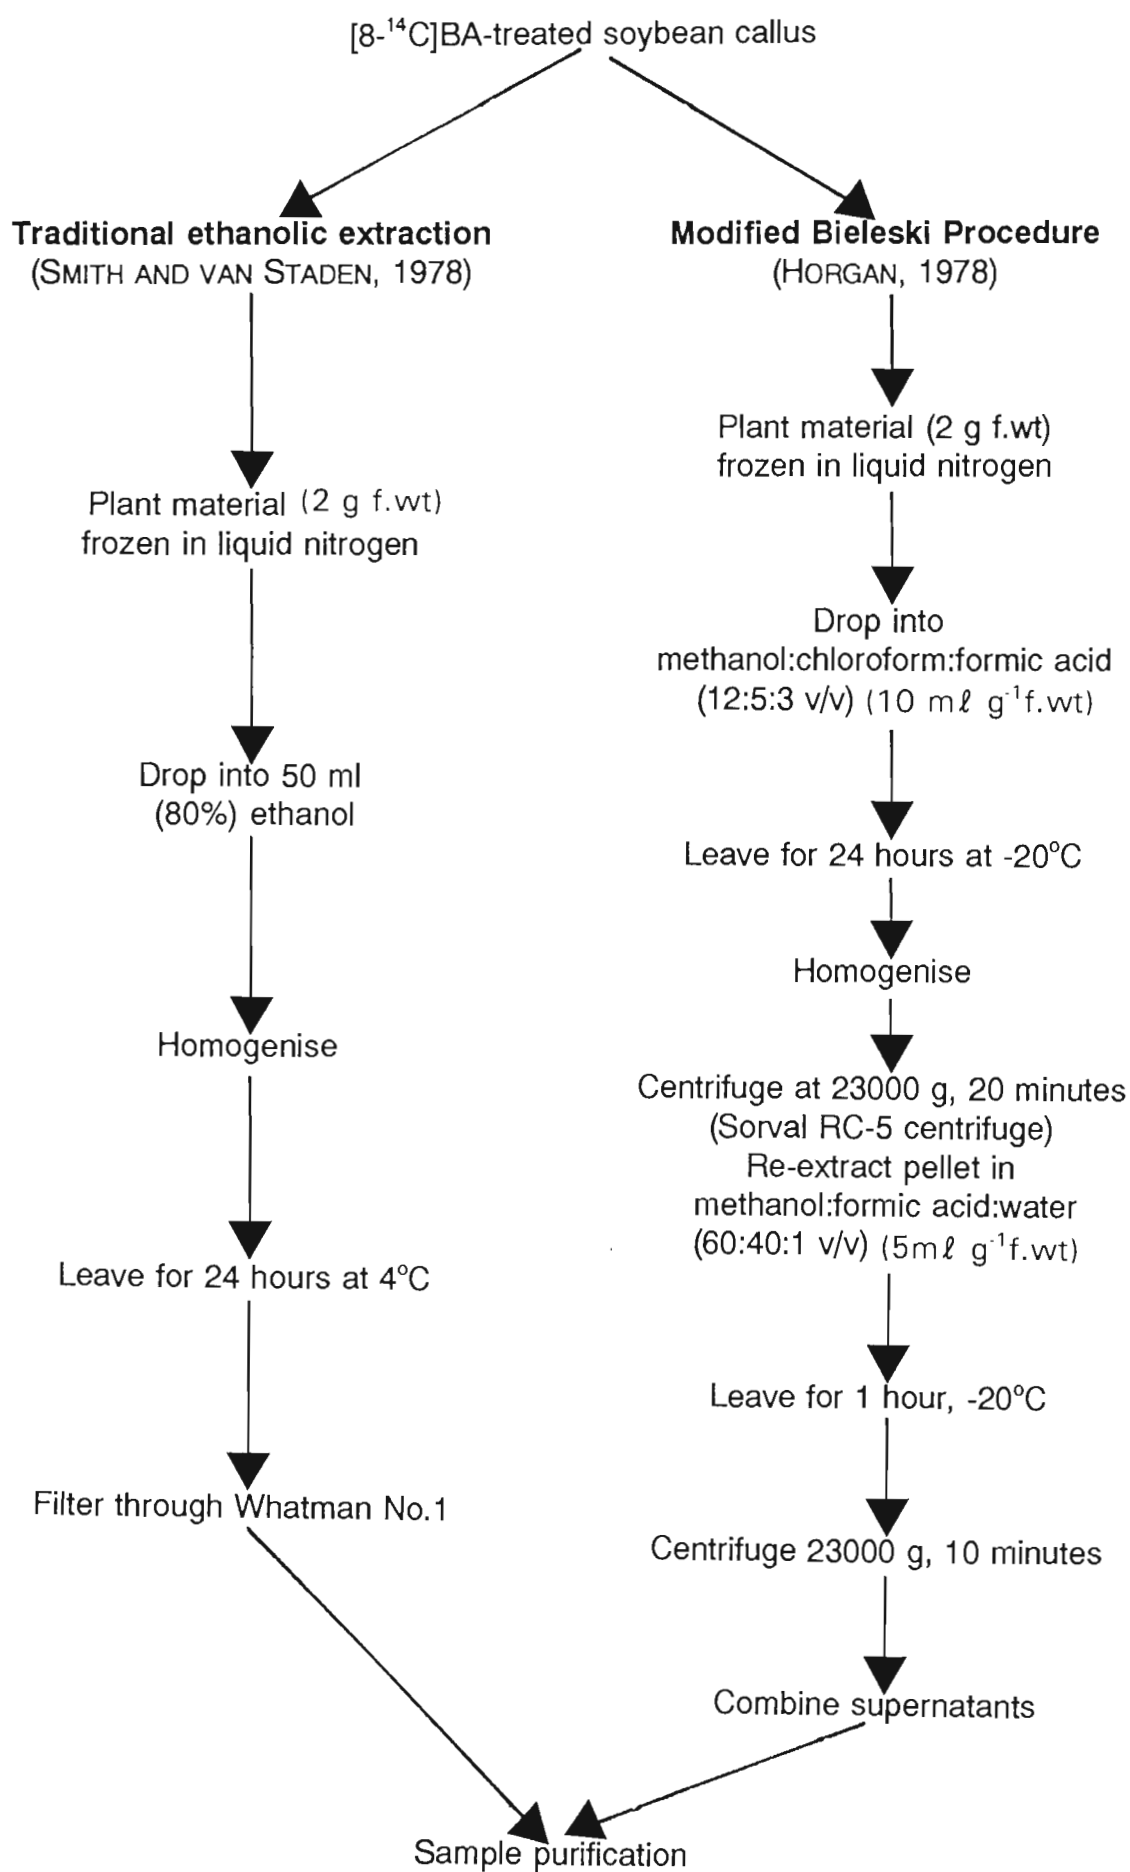 [8-¹⁴C]BA-treated soybean callus
Traditional ethanolic extraction
(SMITH AND VAN STADEN, 1978)
Plant material (2 g f.wt)
frozen in liquid nitrogen
Drop into 50 ml
(80%) ethanol
Homogenise
Leave for 24 hours at 4°C
Filter through Whatman No.1
Modified Bieleski Procedure
(HORGAN, 1978)
Plant material (2 g f.wt)
frozen in liquid nitrogen
Drop into
methanol:chloroform:formic acid
(12:5:3 v/v) (10 mℓ g⁻¹f.wt)
Leave for 24 hours at -20°C
Homogenise
Centrifuge at 23000 g, 20 minutes
(Sorval RC-5 centrifuge)
Re-extract pellet in
methanol:formic acid:water
(60:40:1 v/v) (5mℓ g⁻¹f.wt)
Leave for 1 hour, -20°C
Centrifuge 23000 g, 10 minutes
Combine supernatants
Sample purification